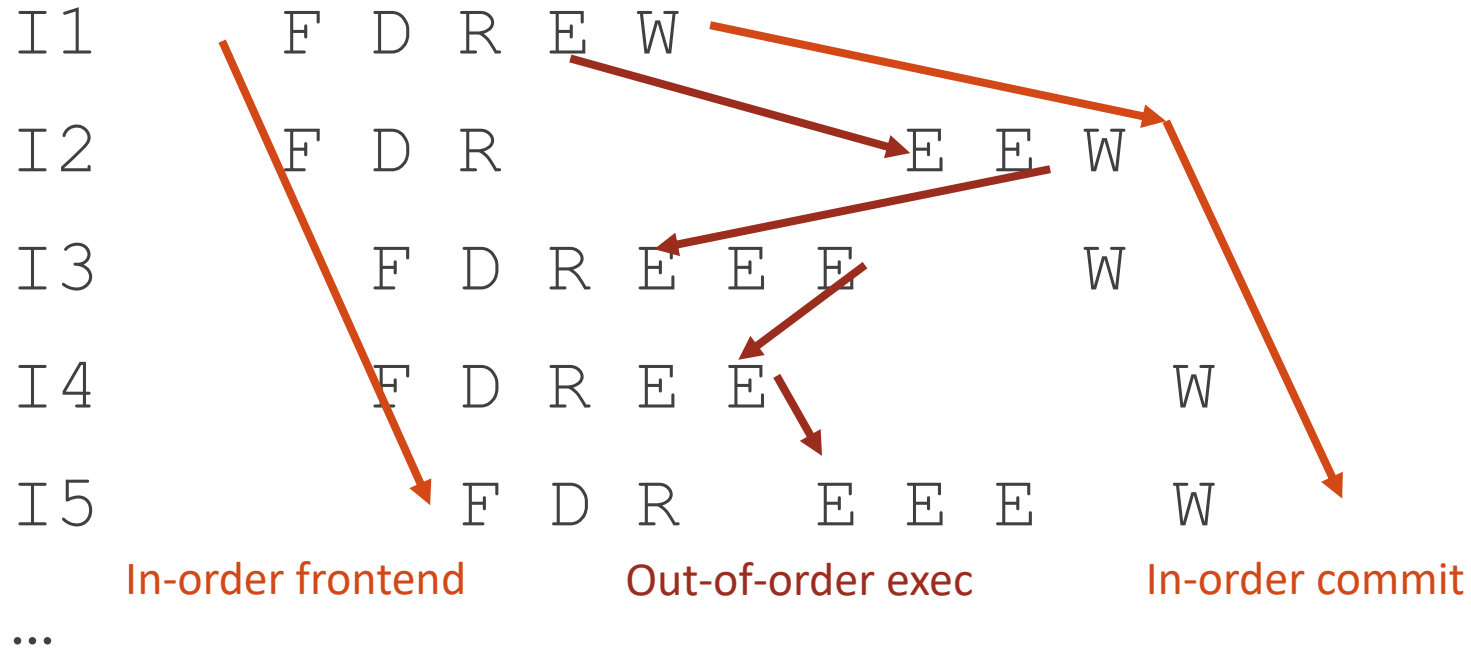 I1 F D R E W
I2 F D R E E W
I3 F D R E E E W
I4 F D R E E W
I5 F D R E E E W
In-order frontend Out-of-order exec In-order commit
...